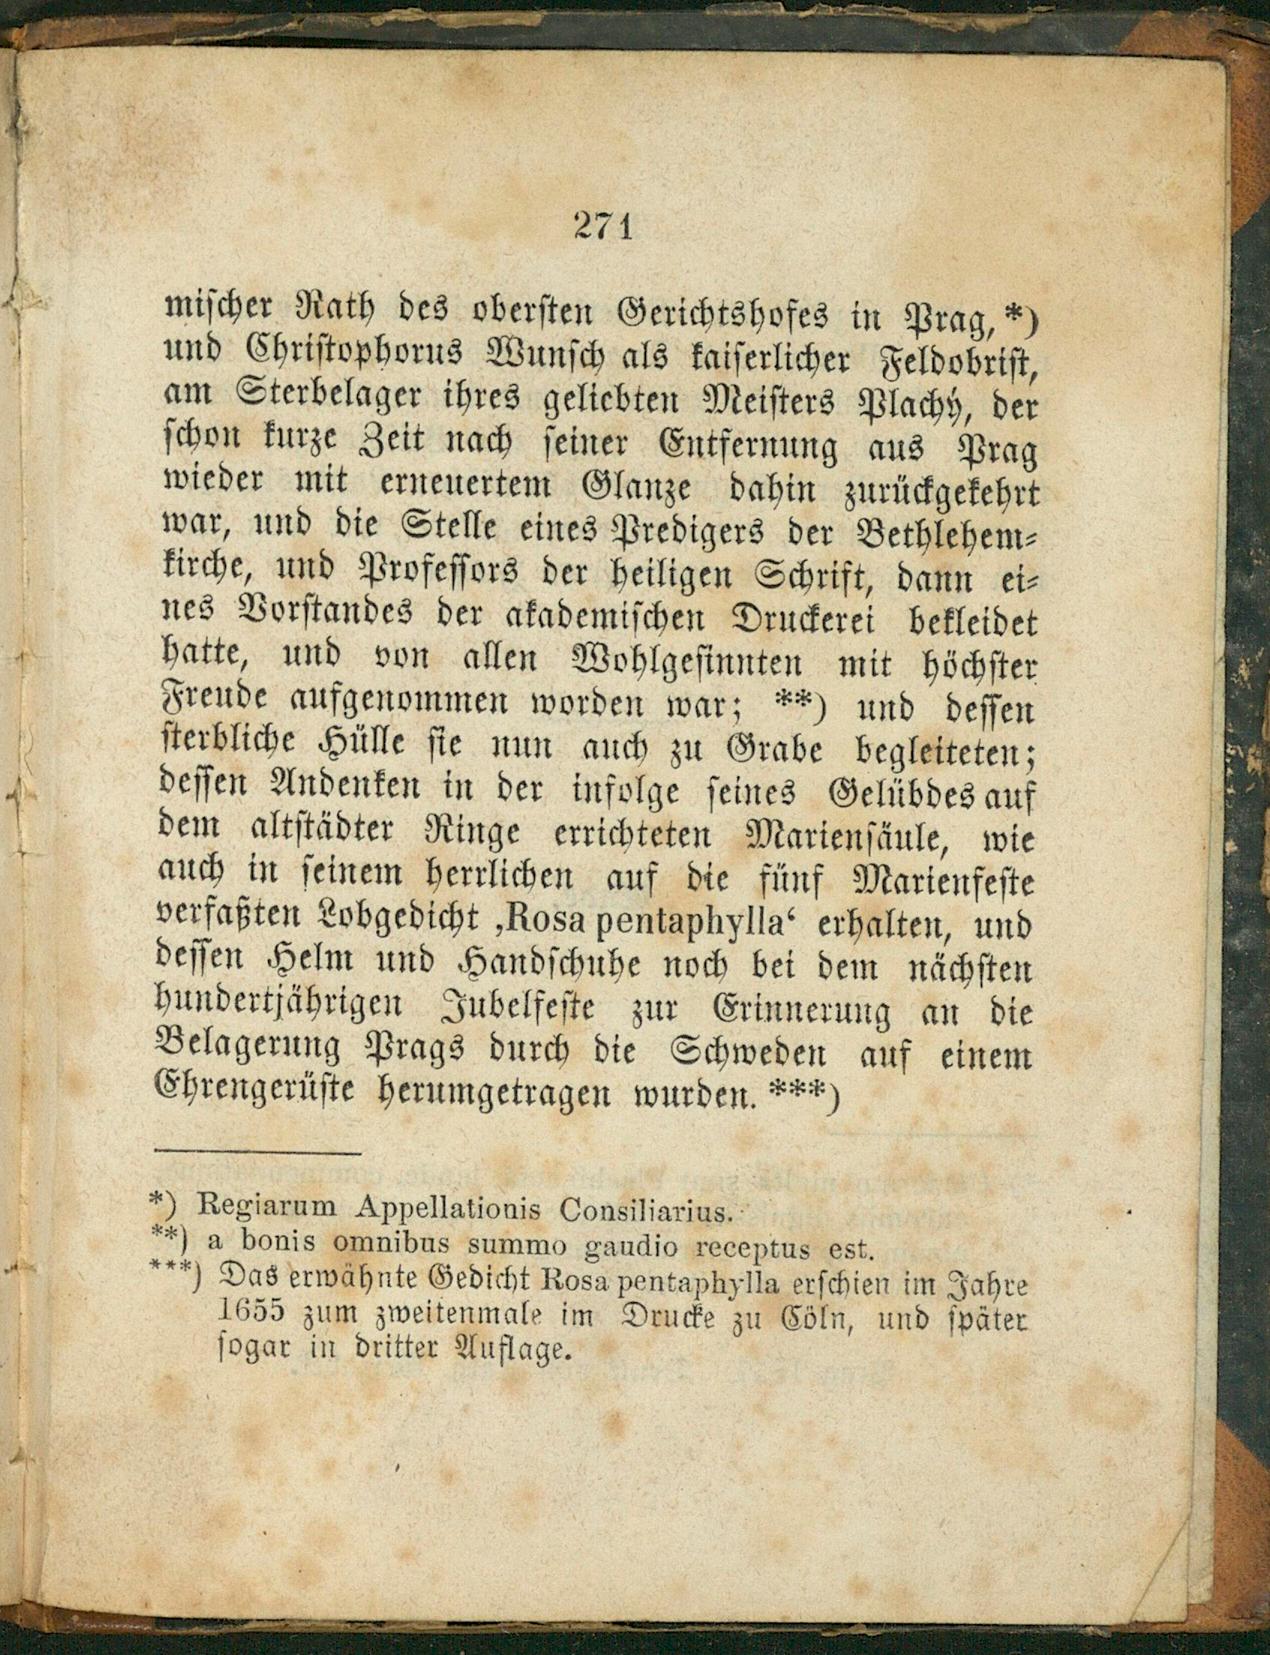 271
mischer Rath des obersten Gerichtshofes in Prag,*)
und Christophorus Wunsch als kaiserlicher Feldobrist,
am Sterbelager ihres geliebten Meisters Plachý, der
schon kurze Zeit nach seiner Entfernung aus Prag
wieder mit erneuertem Glanze dahin zurückgekehrt
war, und die Stelle eines Predigers der Bethlehem-
kirche, und Professors der heiligen Schrift, dann ei-
nes Vorstandes der akademischen Druckerei bekleidet
hatte, und von allen Wohlgesinnten mit höchster
Freude aufgenommen worden war; **) und dessen
sterbliche Hülle sie nun auch zu Grabe begleiteten;
dessen Andenken in der infolge seines Gelübdes auf
dem altstädter Ringe errichteten Mariensäule, wie
auch in seinem herrlichen auf die fünf Marienfeste
verfaßten Lobgedicht ‚Rosa pentaphylla‘ erhalten, und
dessen Helm und Handschuhe noch bei dem nächsten
hundertjährigen Jubelfeste zur Erinnerung an die
Belagerung Prags durch die Schweden auf einem
Ehrengerüste herumgetragen wurden. ***)
*) Regiarum Appellationis Consiliarius.
**) a bonis omnibus summo gaudio receptus est.
***) Das erwähnte Gedicht Rosa pentaphylla erschien im Jahre
1655 zum zweitenmale im Drucke zu Cöln, und später
sogar in dritter Auflage.